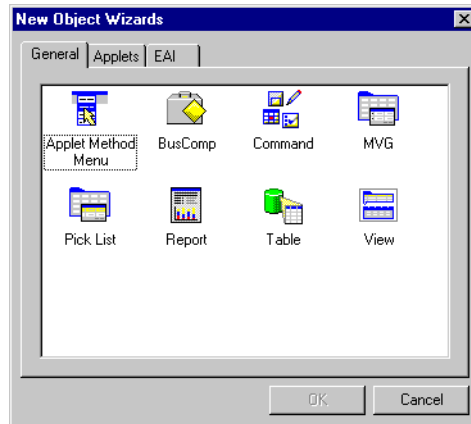 New Object Wizards
General Applets EAI
Applet Method Menu BusComp Command MVG
Pick List Report Table View
OK Cancel